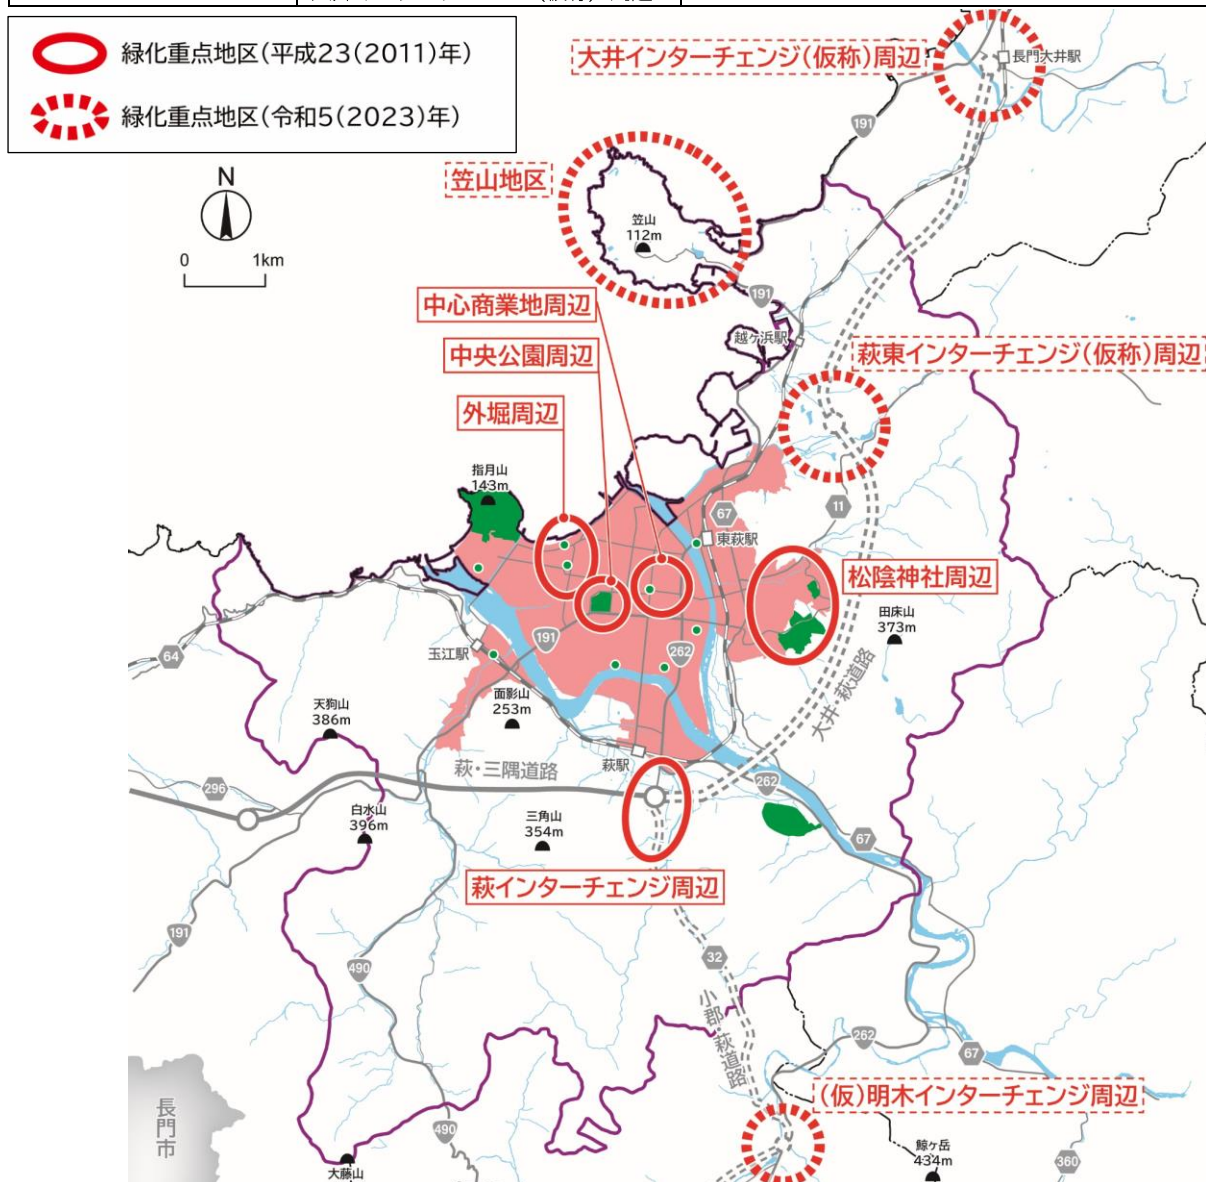 緑化重点地区(平成23(2011)年)
緑化重点地区(令和5(2023)年)
大井インターチェンジ(仮称)周辺
長門大井駅
191
笠山地区
N
笠山
112m
0 1km
191
中心商業地周辺
越ヶ浜駅
中央公園周辺
萩東インターチェンジ(仮称)周辺
外堀周辺
指月山
143m
67
11
東萩駅
松陰神社周辺
田床山
373m
191
262
64
玉江駅
大井・萩道路
天狗山
386m
面影山
253m
萩駅
萩・三隅道路
262
296
白水山
396m
三角山
354m
67
萩インターチェンジ周辺
191
490
32
小郡・萩道路
262
67
(仮)明木インターチェンジ周辺
長門市
490
大藤山
鯨ヶ岳
434m
360